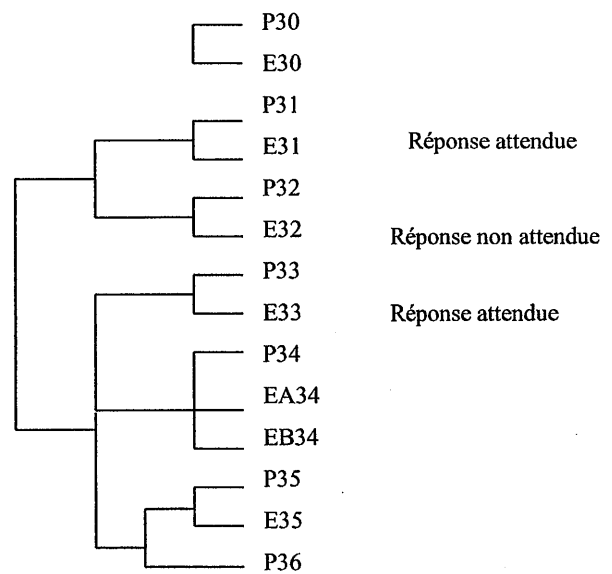 P30
E30
P31
E31 Réponse attendue
P32
E32 Réponse non attendue
P33
E33 Réponse attendue
P34
EA34
EB34
P35
E35
P36